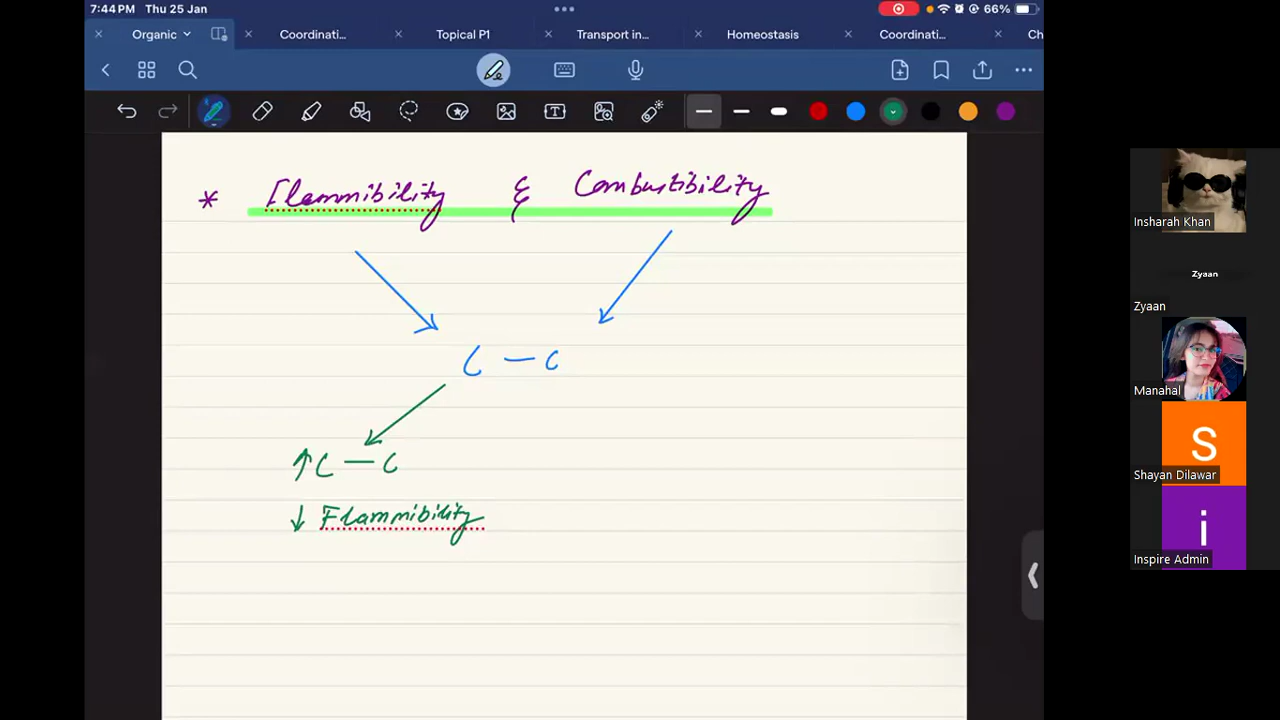 7:44 PM Thu 25 Jan
66%
Organic
Coordinati...
Topical P1
Transport in...
Homeostasis
Coordinati...
Ch
* Flammibility & Combustibility
C — C
↑ C — C
↓ Flammibility
Insharah Khan
Zyaan
Zyaan
Manahal
S
Shayan Dilawar
i
Inspire Admin